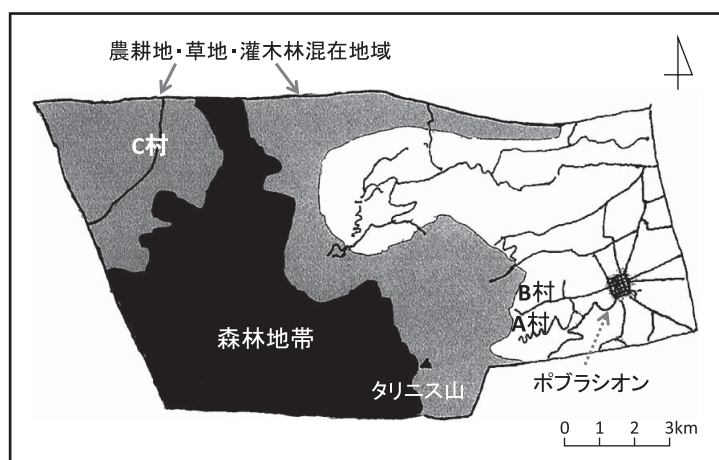 農耕地・草地・灌木林混在地域
C村
B村
A村
森林地帯
タリニス山
ポブラシオン
0 1 2 3km